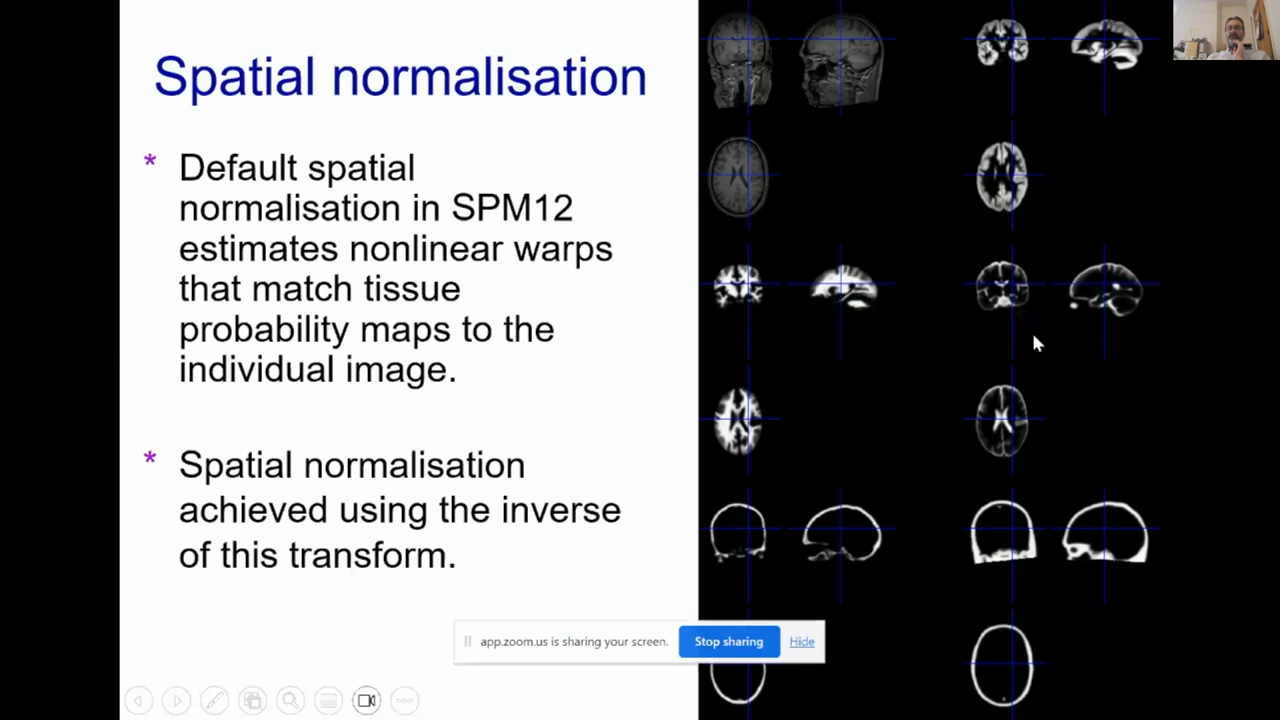 Spatial normalisation
* Default spatial
normalisation in SPM12
estimates nonlinear warps
that match tissue
probability maps to the
individual image.
* Spatial normalisation
achieved using the inverse
of this transform.
app.zoom.us is sharing your screen. Stop sharing Hide